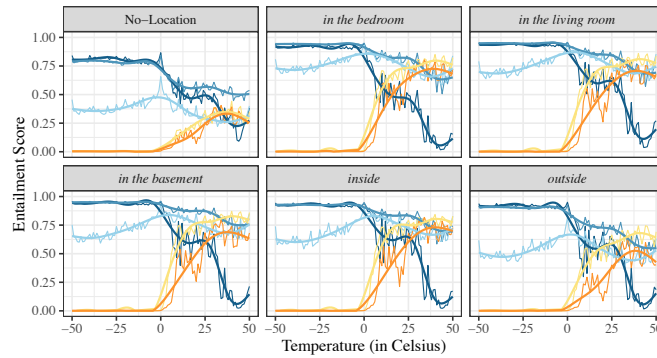 No−Location
in the bedroom
in the living room
1.00
0.75
0.50
0.25
0.00
in the basement
inside
outside
1.00
0.75
0.50
0.25
0.00
−50 −25 0 25 50 −50 −25 0 25 50 −50 −25 0 25 50
Temperature (in Celsius)
Entailment Score